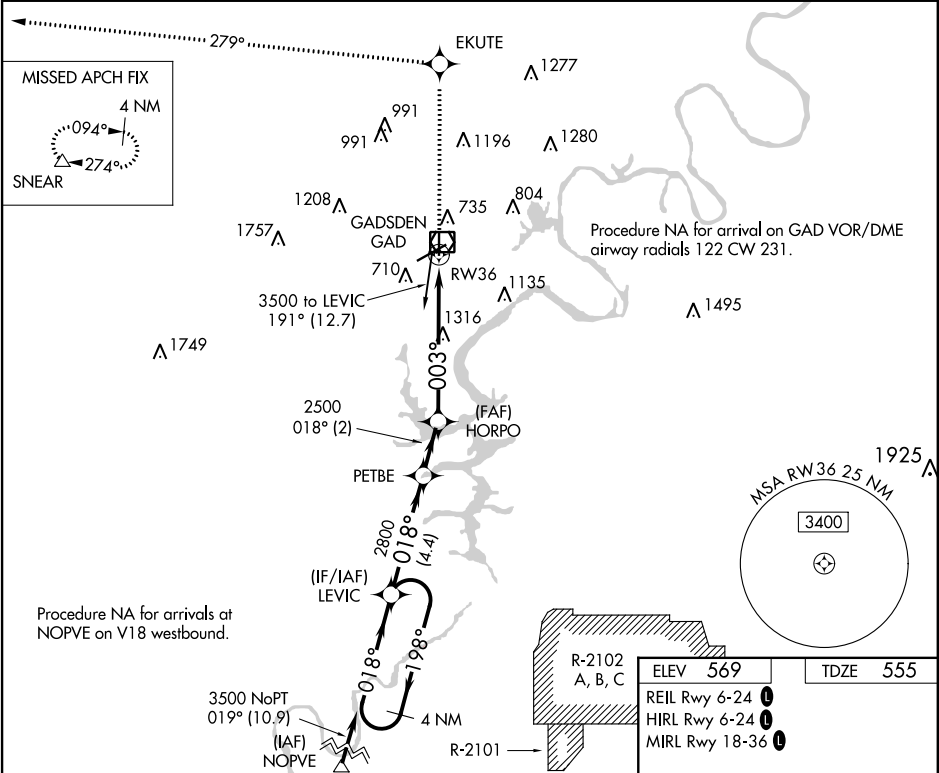 279°
EKUTE
MISSED APCH FIX
4 NM
094°
274°
SNEAR
1277
991
991
1196
1280
1208
735
804
GADSDEN
GAD
1757
Procedure NA for arrival on GAD VOR/DME
airway radials 122 CW 231.
710
RW36
3500 to LEVIC
191° (12.7)
1135
1495
1316
1749
003°
2500
018° (2)
(FAF)
HORPO
PETBE
1925
MSA RW36 25 NM
3400
2800
018°
(4.4)
(IF/IAF)
LEVIC
Procedure NA for arrivals at
NOPVE on V18 westbound.
018°
198°
3500 NoPT
019° (10.9)
4 NM
(IAF)
NOPVE
R-2102
A, B, C
R-2101
ELEV 569
TDZE 555
REIL Rwy 6-24 L
HIRL Rwy 6-24 L
MIRL Rwy 18-36 L